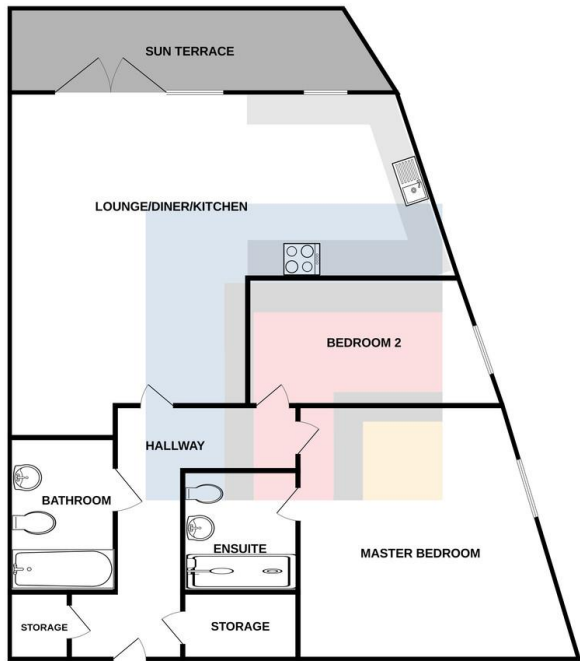 SUN TERRACE
LOUNGE/DINER/KITCHEN
BEDROOM 2
HALLWAY
BATHROOM
ENSUITE
MASTER BEDROOM
STORAGE
STORAGE